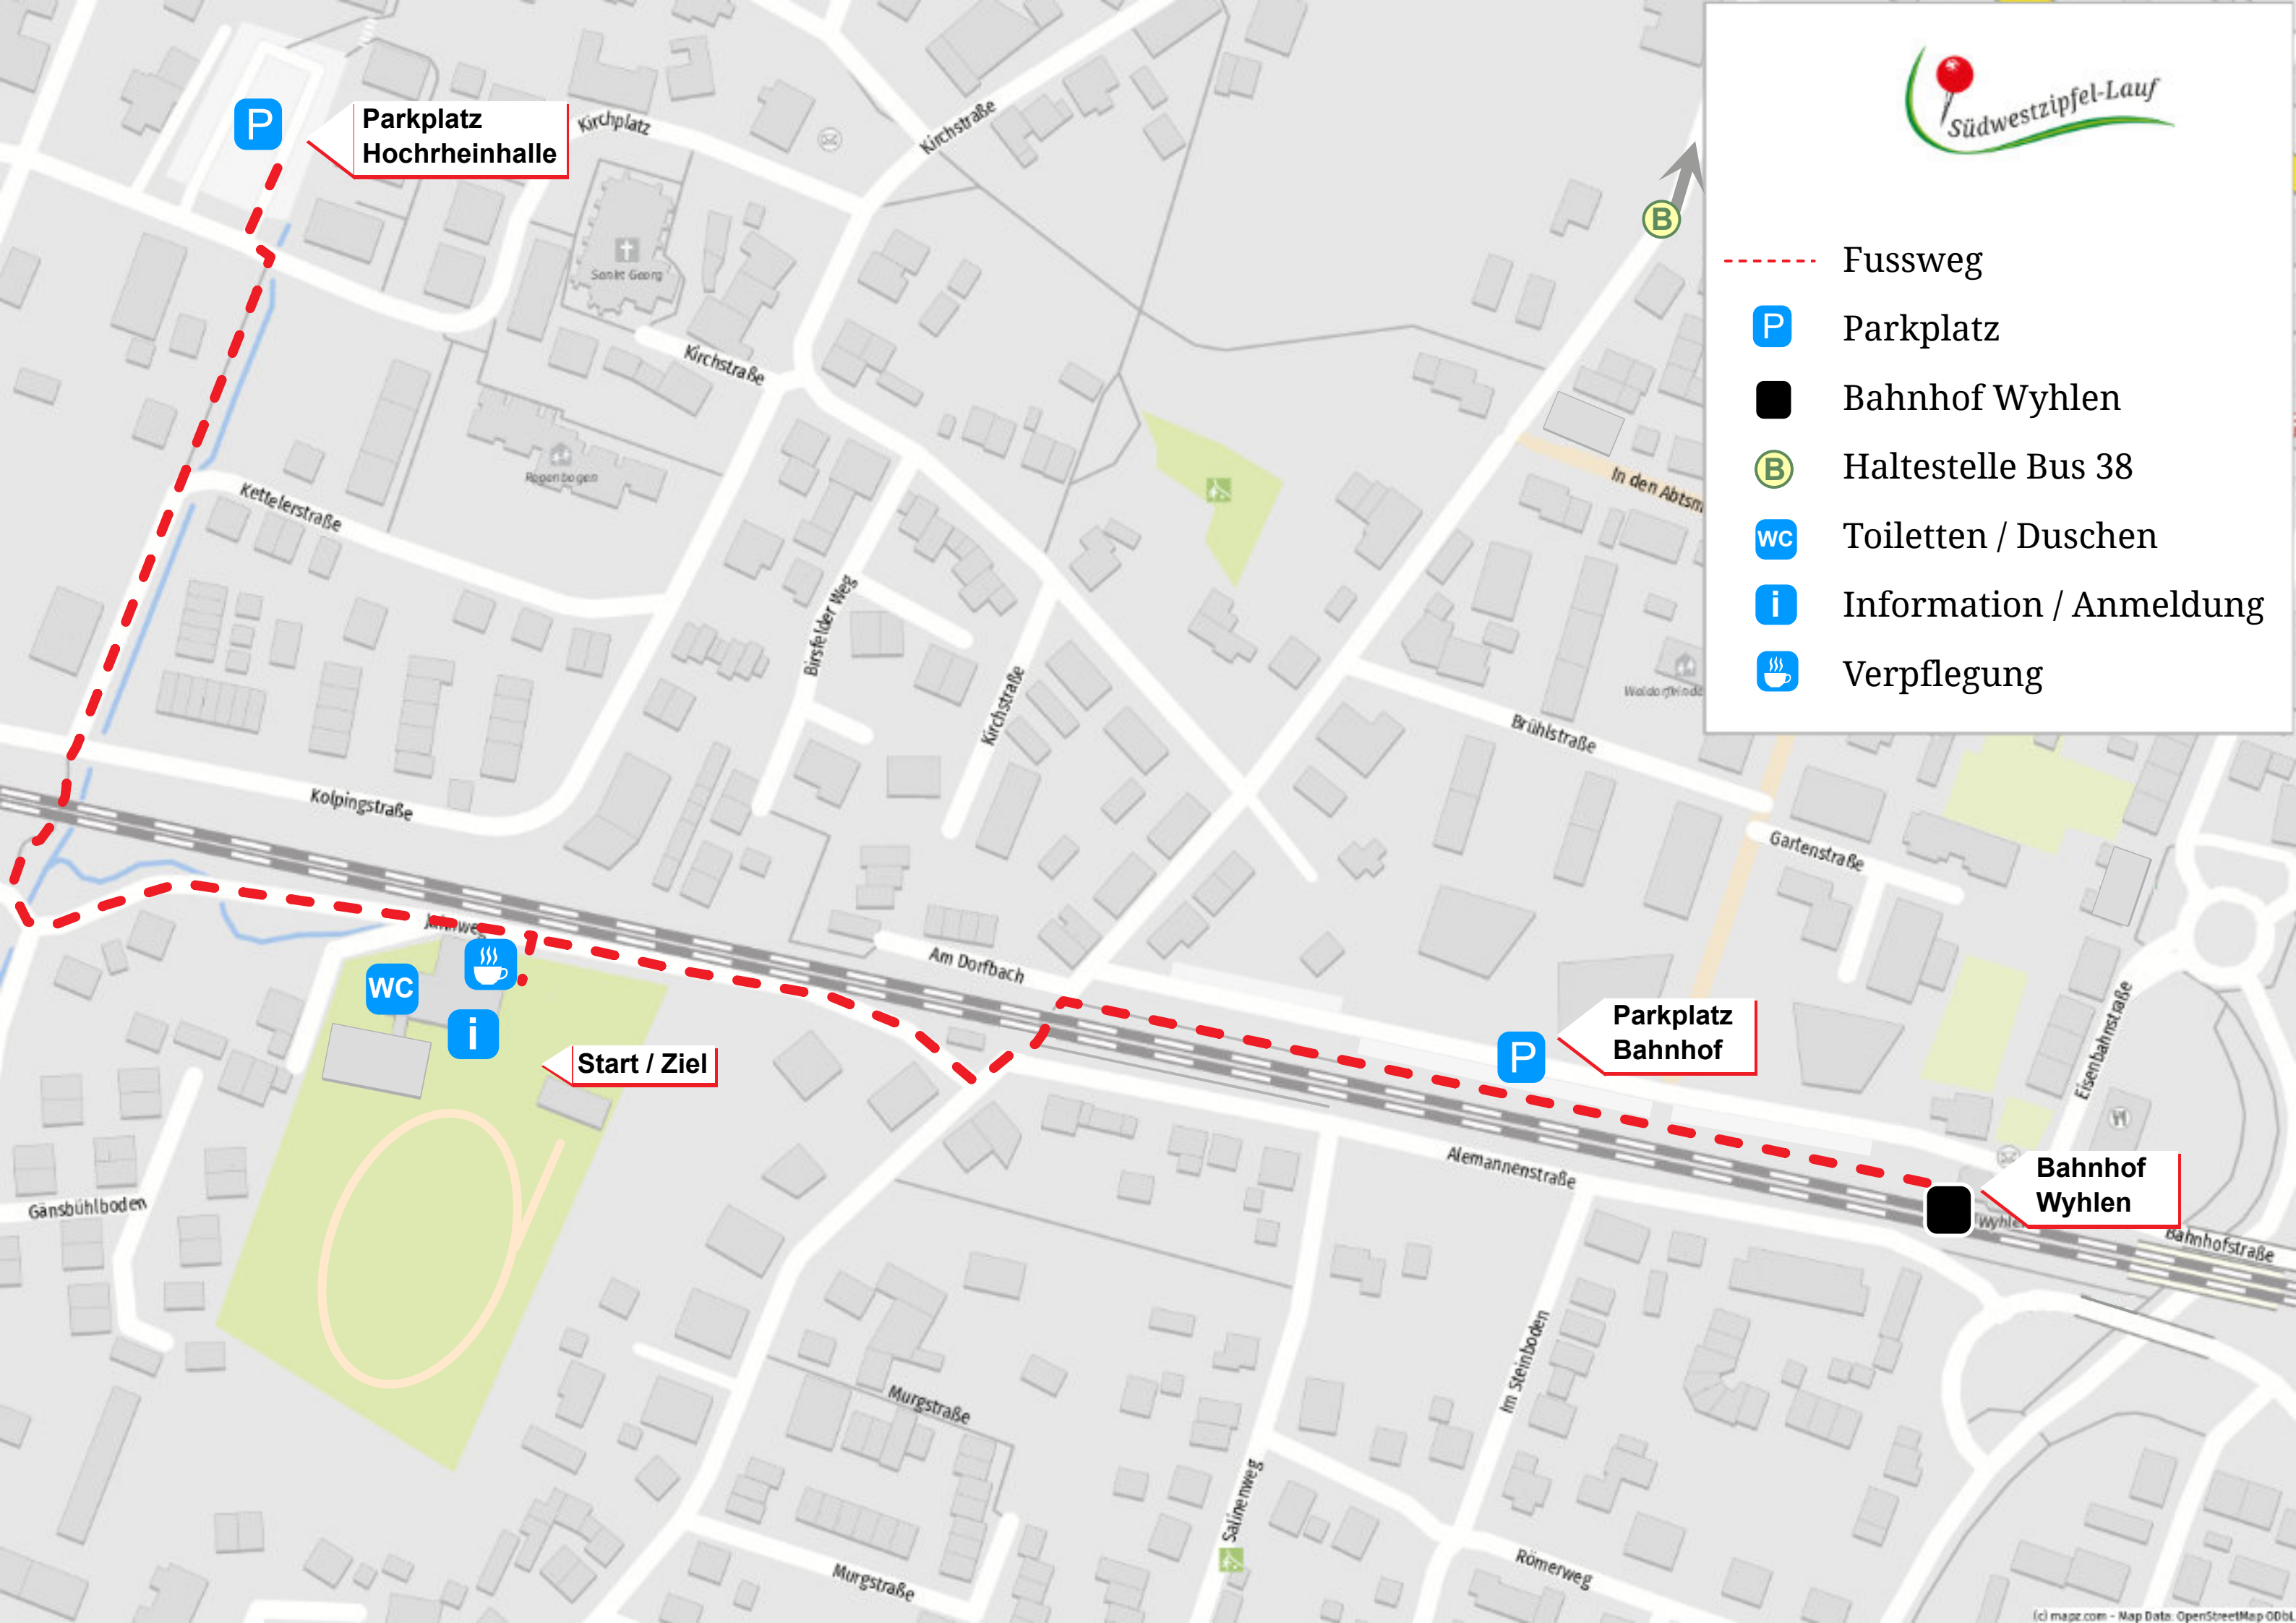 Südwestzipfel-Lauf
Fussweg
P
Parkplatz
Bahnhof Wyhlen
B
Haltestelle Bus 38
WC
Toiletten / Duschen
i
Information / Anmeldung
Verpflegung
P
Parkplatz
Hochrheinhalle
Kirchplatz
Kirchstraße
B
Sankt Georg
Kirchstraße
Regenbogen
Kettelerstraße
In den Abtsm
Birsfelder Weg
Kirchstraße
Brühlstraße
Kolpingstraße
Gartenstraße
Am Dorfbach
WC
i
Start / Ziel
P
Parkplatz
Bahnhof
Eisenbahnstraße
Alemannenstraße
Bahnhof
Wyhlen
Bahnhofstraße
Gänsbühlboden
Im Steinboden
Murgstraße
Salinenweg
Murgstraße
Römerweg
(c) mapz.com - Map Data: OpenStreetMap ODbL